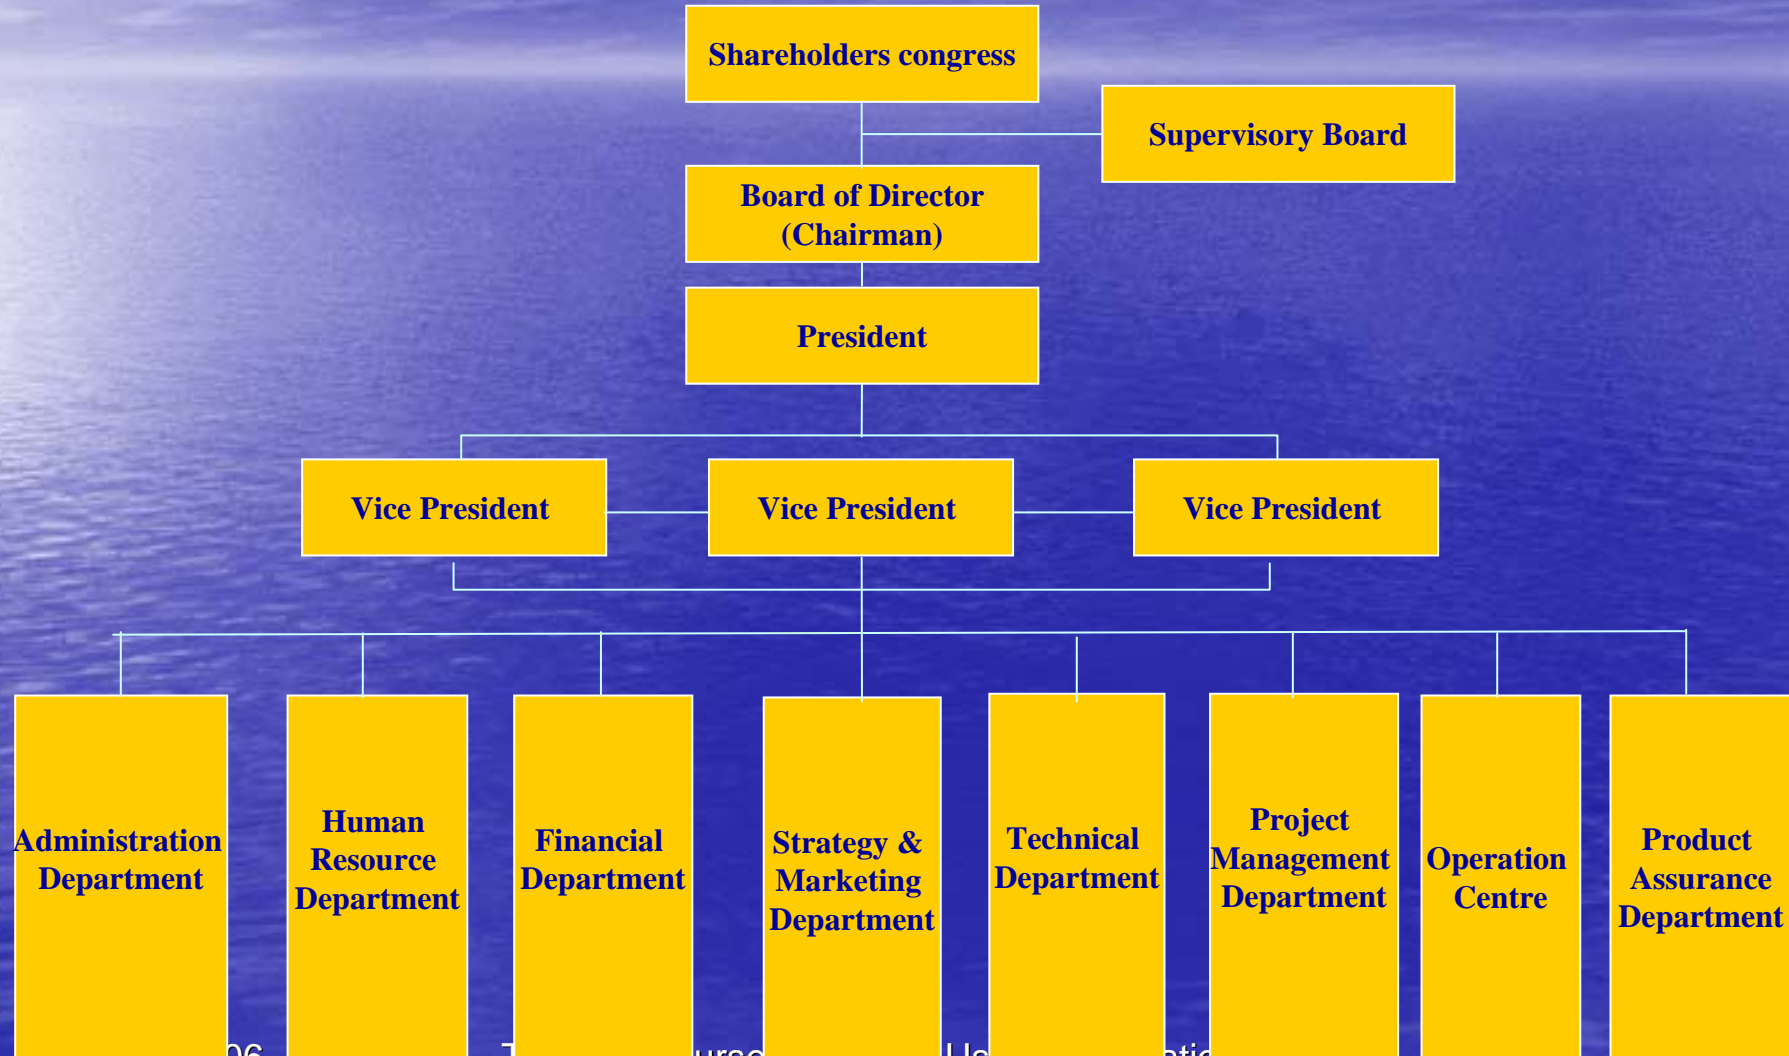 Shareholders congress
Supervisory Board
Board of Director
(Chairman)
President
Vice President
Vice President
Vice President
Administration
Department
Human
Resource
Department
Financial
Department
Strategy &
Marketing
Department
Technical
Department
Project
Management
Department
Operation
Centre
Product
Assurance
Department